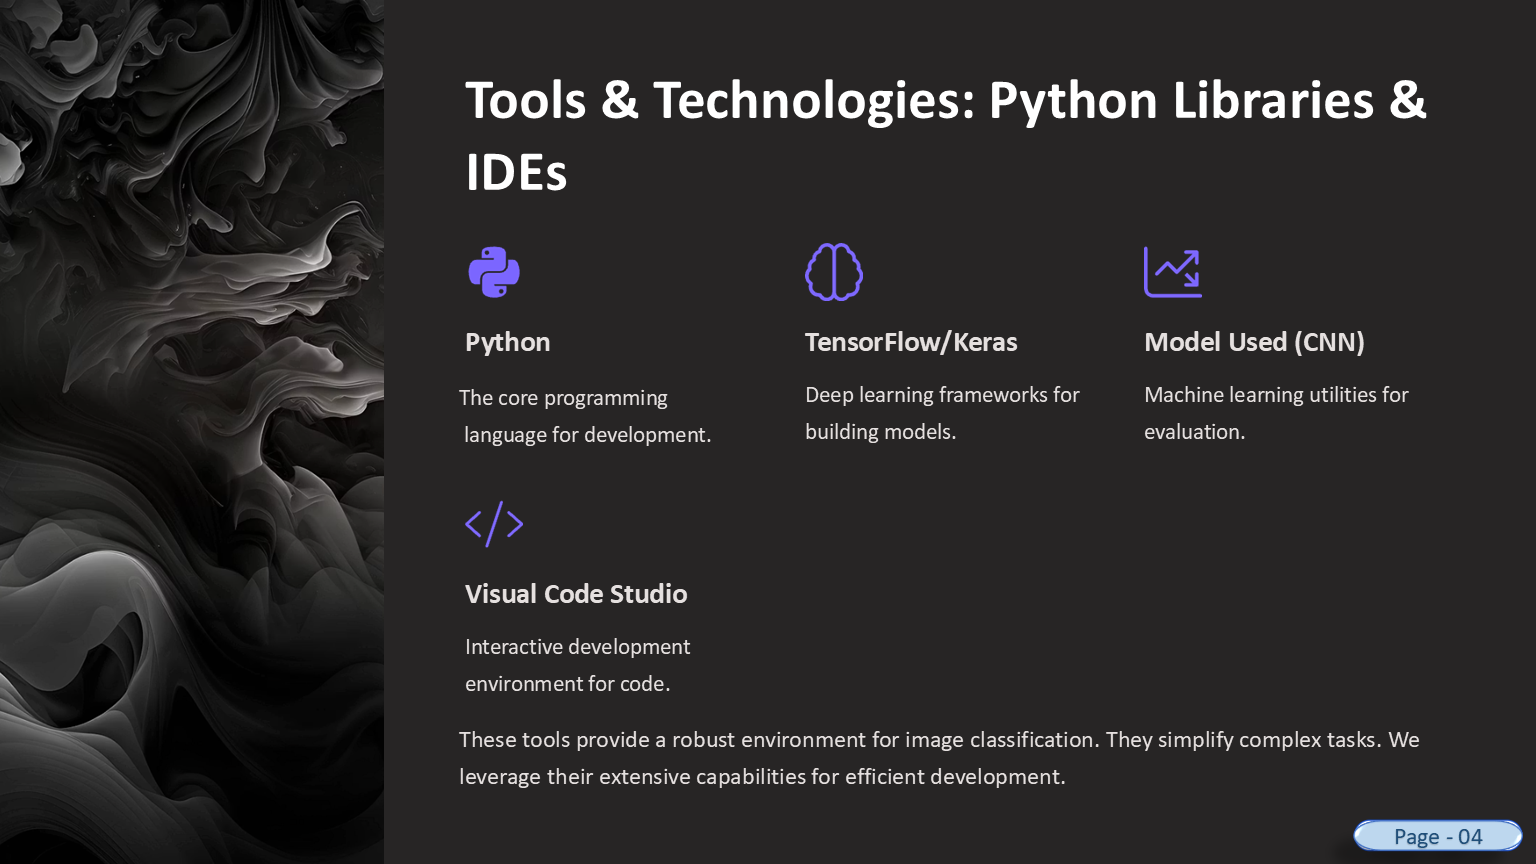 Tools & Technologies: Python Libraries &
IDEs
Python
The core programming
language for development.
TensorFlow/Keras
Deep learning frameworks for
building models.
Model Used (CNN)
Machine learning utilities for
evaluation.
</>
Visual Code Studio
Interactive development
environment for code.
These tools provide a robust environment for image classification. They simplify complex tasks. We
leverage their extensive capabilities for efficient development.
Page - 04